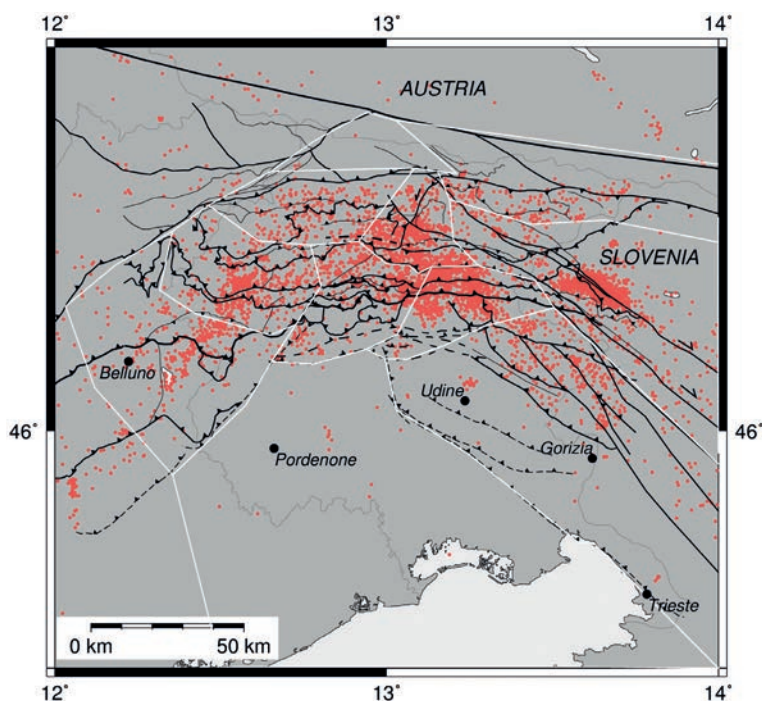 12˚ 13˚ 14˚
AUSTRIA
SLOVENIA
Belluno
Udine
46˚ 46˚
Gorizia
Pordenone
Trieste
0 km 50 km
12˚ 13˚ 14˚